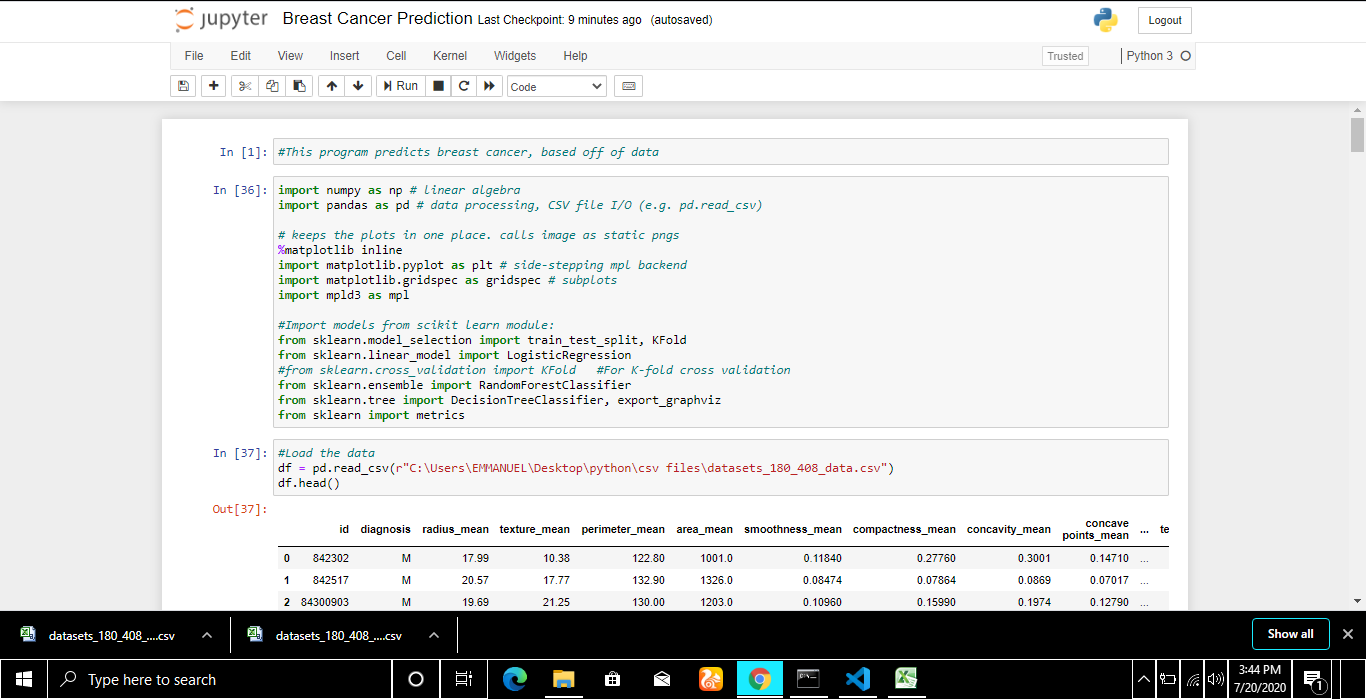 jupyter Breast Cancer Prediction Last Checkpoint: 9 minutes ago (autosaved)
Logout
File Edit View Insert Cell Kernel Widgets Help
Trusted
Python 3
Run
Code
In [1]: #This program predicts breast cancer, based off of data
In [36]: import numpy as np # linear algebra
import pandas as pd # data processing, CSV file I/O (e.g. pd.read_csv)
# keeps the plots in one place. calls image as static pngs
%matplotlib inline
import matplotlib.pyplot as plt # side-stepping mpl backend
import matplotlib.gridspec as gridspec # subplots
import mpld3 as mpl
#Import models from scikit learn module:
from sklearn.model_selection import train_test_split, KFold
from sklearn.linear_model import LogisticRegression
#from sklearn.cross_validation import KFold   #For K-fold cross validation
from sklearn.ensemble import RandomForestClassifier
from sklearn.tree import DecisionTreeClassifier, export_graphviz
from sklearn import metrics
In [37]: #Load the data
df = pd.read_csv(r"C:\Users\EMMANUEL\Desktop\python\csv files\datasets_180_408_data.csv")
df.head()
Out[37]:
id diagnosis radius_mean texture_mean perimeter_mean area_mean smoothness_mean compactness_mean concavity_mean concave points_mean ... te
0 842302 M 17.99 10.38 122.80 1001.0 0.11840 0.27760 0.3001 0.14710 ...
1 842517 M 20.57 17.77 132.90 1326.0 0.08474 0.07864 0.0869 0.07017 ...
2 84300903 M 19.69 21.25 130.00 1203.0 0.10960 0.15990 0.1974 0.12790 ...
datasets_180_408_....csv
datasets_180_408_....csv
Show all
Type here to search
3:44 PM
7/20/2020
1